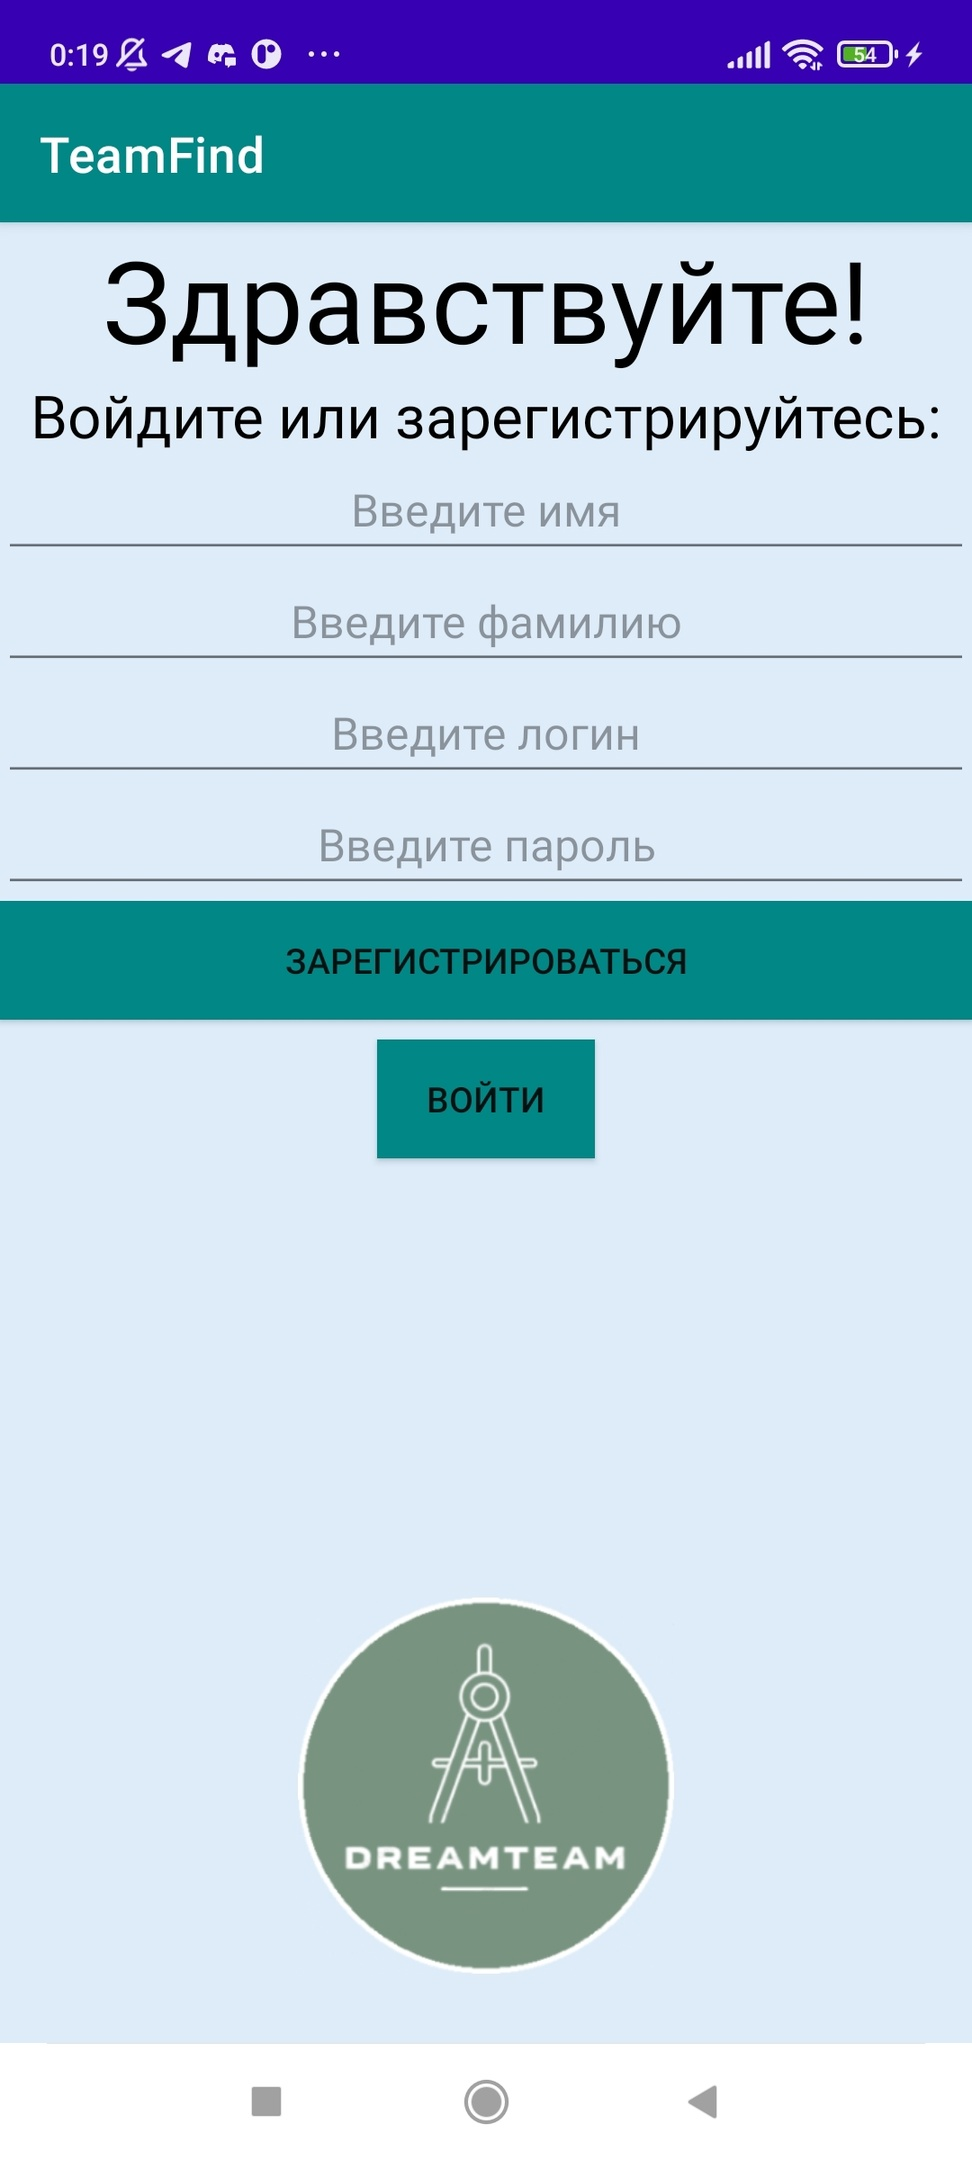 0:19
54
TeamFind
Здравствуйте!
Войдите или зарегистрируйтесь:
Введите имя
Введите фамилию
Введите логин
Введите пароль
ЗАРЕГИСТРИРОВАТЬСЯ
ВОЙТИ
DREAMTEAM